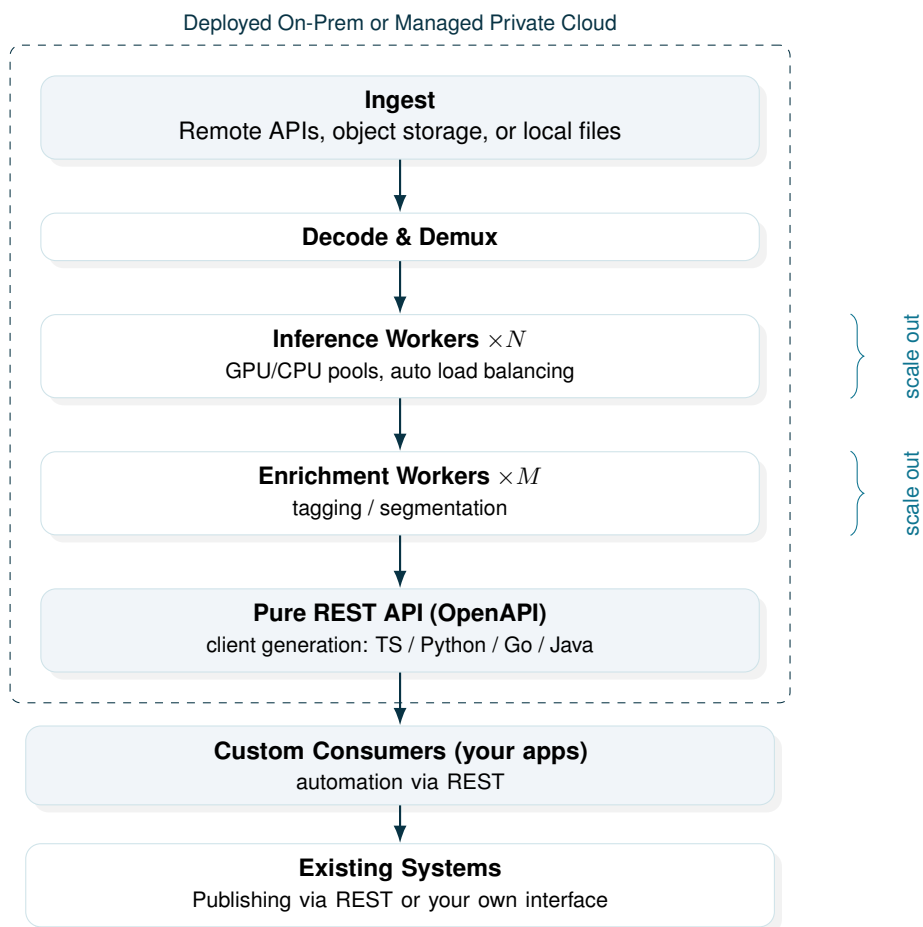 Deployed On-Prem or Managed Private Cloud
Ingest
Remote APIs, object storage, or local files
Decode & Demux
Inference Workers ×N
GPU/CPU pools, auto load balancing
scale out
Enrichment Workers ×M
tagging / segmentation
scale out
Pure REST API (OpenAPI)
client generation: TS / Python / Go / Java
Custom Consumers (your apps)
automation via REST
Existing Systems
Publishing via REST or your own interface